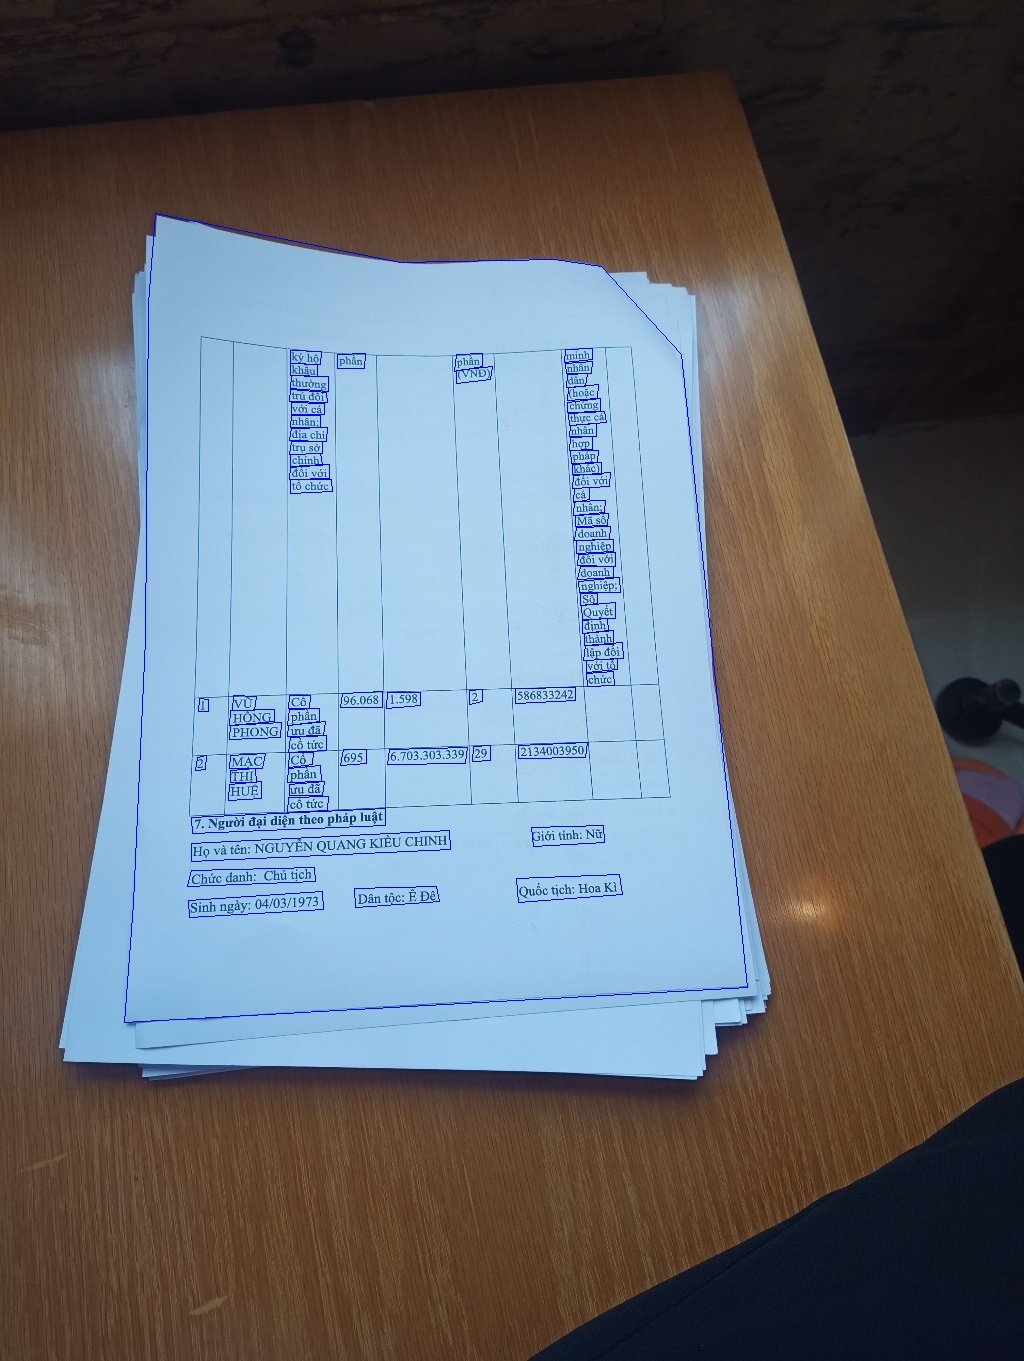 ký hộ
khẩu
thường
trú đối
với cá
nhân;
địa chỉ
trụ sở
chính
đối với
tổ chức
phần
phần
(VNĐ)
minh
nhân
dân
(hoặc
chứng
thực cá
nhân
hợp
pháp
khác)
đối với
cá
nhân;
Mã số
doanh
nghiệp
đối với
doanh
nghiệp;
Số
Quyết
định
thành
lập đối
với tổ
chức
1
VŨ
HỒNG
PHONG
Cổ
phần
ưu đã
cổ tức
96.068
1.598
2
586833242
2
MẠC
THỊ
HUẾ
Cổ
phần
ưu đã
cổ tức
695
6.703.303.339
29
2134003950
7. Người đại diện theo pháp luật
Họ và tên: NGUYỄN QUANG KIỀU CHINH Giới tính: Nữ
Chức danh: Chủ tịch
Sinh ngày: 04/03/1973 Dân tộc: Ê Đê Quốc tịch: Hoa Kì